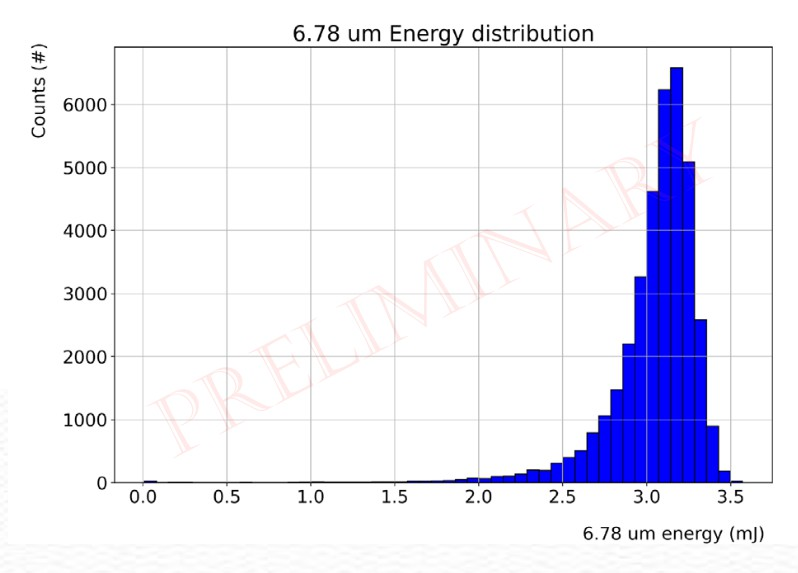 6.78 um Energy distribution
Counts (#)
6000
5000
4000
3000
2000
1000
0
0.0 0.5 1.0 1.5 2.0 2.5 3.0 3.5
6.78 um energy (mJ)
PRELIMINARY